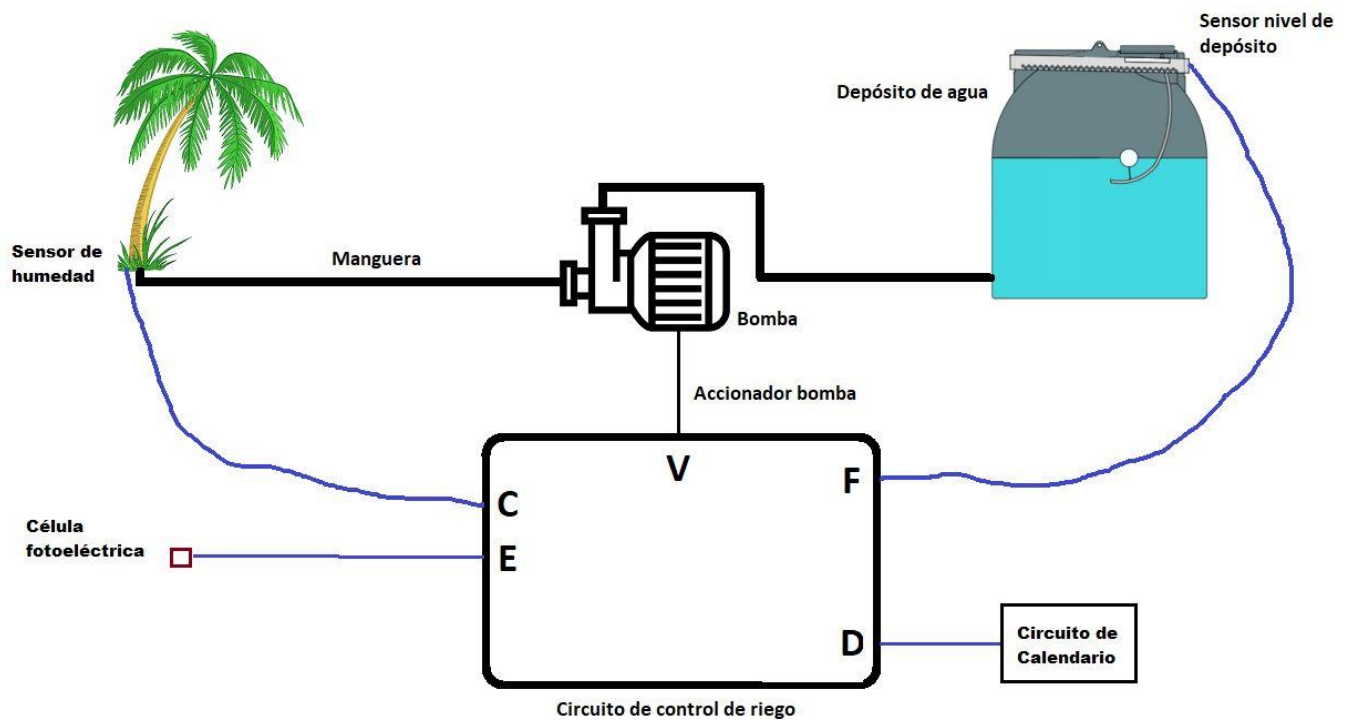 Sensor nivel de
depósito
Depósito de agua
Sensor de
humedad
Manguera
Bomba
Accionador bomba
V
F
C
Célula
fotoeléctrica
E
D
Circuito de
Calendario
Circuito de control de riego